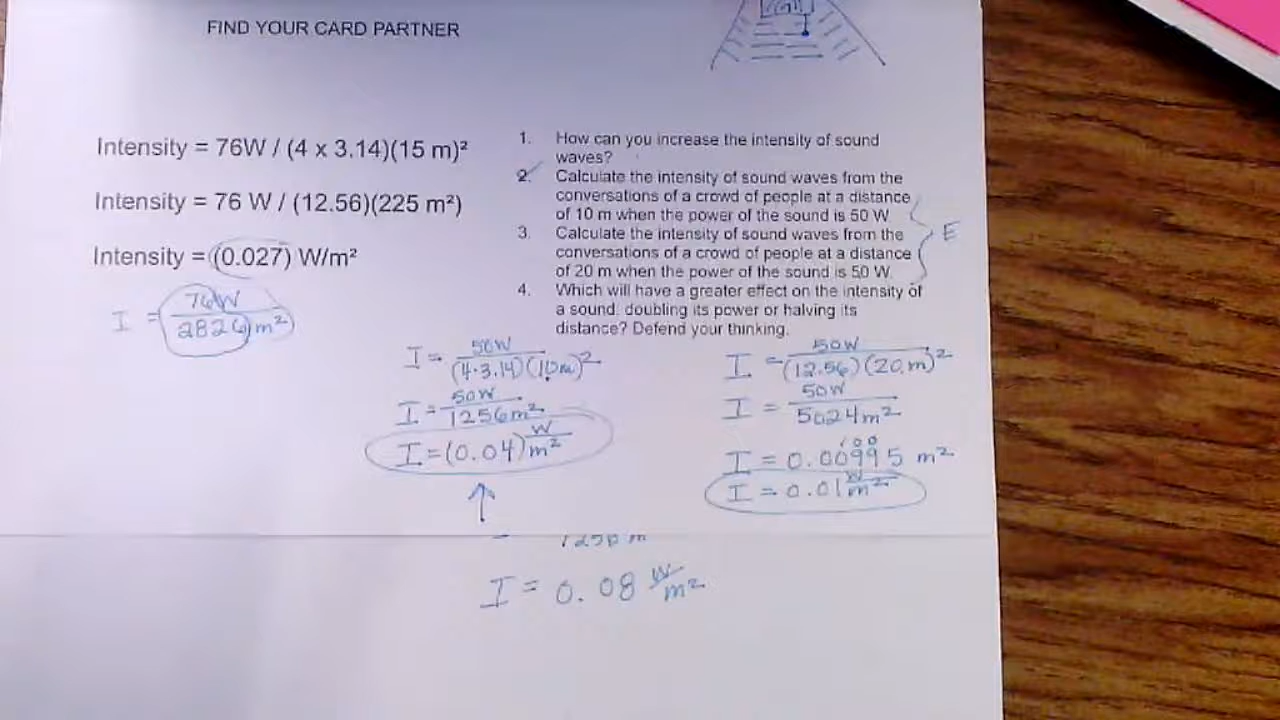 FIND YOUR CARD PARTNER
Intensity = 76W / (4 x 3.14)(15 m)²
Intensity = 76 W / (12.56)(225 m²)
Intensity = (0.027) W/m²
I = 76W / 2826 m²
1. How can you increase the intensity of sound
waves?
2. Calculate the intensity of sound waves from the
conversations of a crowd of people at a distance
of 10 m when the power of the sound is 50 W.
3. Calculate the intensity of sound waves from the
conversations of a crowd of people at a distance
of 20 m when the power of the sound is 50 W.
4. Which will have a greater effect on the intensity of
a sound: doubling its power or halving its
distance? Defend your thinking.
E
I = 50W / (4·3.14)(10m)²
I = 50W / 1256m²
I = (0.04) W/m²
I = 50W / (12.56)(20m)²
I = 50W / 5024m²
100
I = 0.00995 m²
I = 0.01 W/m²
I = 0.08 W/m²